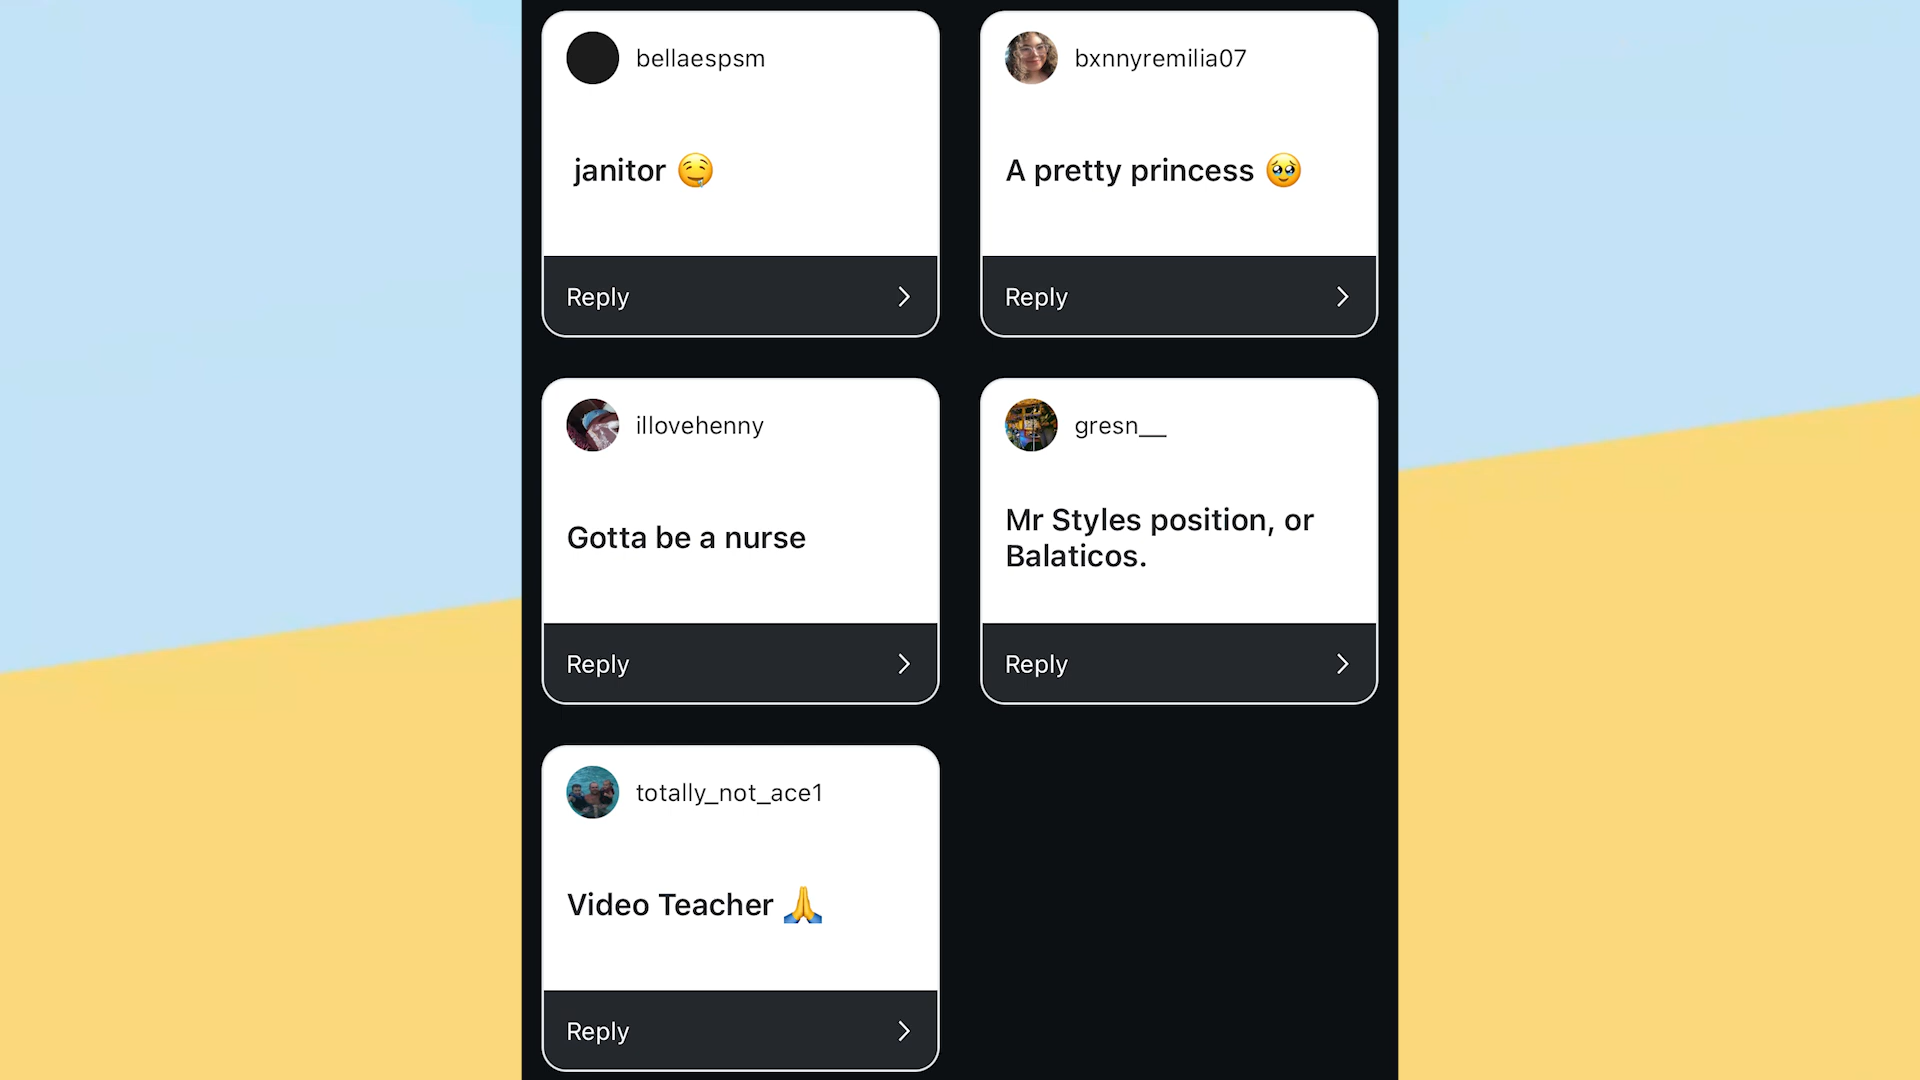 bellaespsm
janitor 🤤
Reply
bxnnyremilia07
A pretty princess 🥹
Reply
illovehenny
Gotta be a nurse
Reply
gresn__
Mr Styles position, or
Balaticos.
Reply
totally_not_ace1
Video Teacher 🙏
Reply